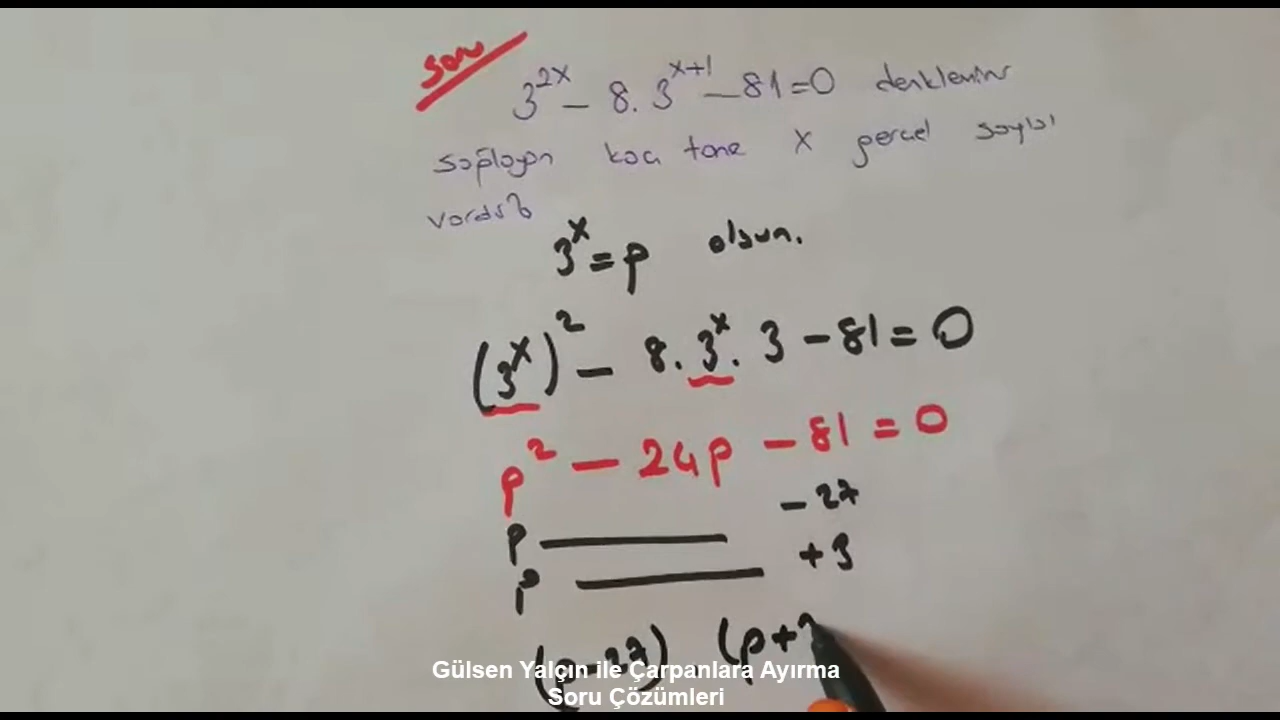 Soru
3^{2x} - 8. 3^{x+1} - 81 = 0 denklemini
sağlayan kaç tane x gerçel sayısı
vardır?
3^x = p olsun.
(3^x)^2 - 8. 3^x. 3 - 81 = 0
p^2 - 24p - 81 = 0
p - 27
p + 3
(p-27) . (p+3
Gülsen Yalçın ile Çarpanlara Ayırma
Soru Çözümleri